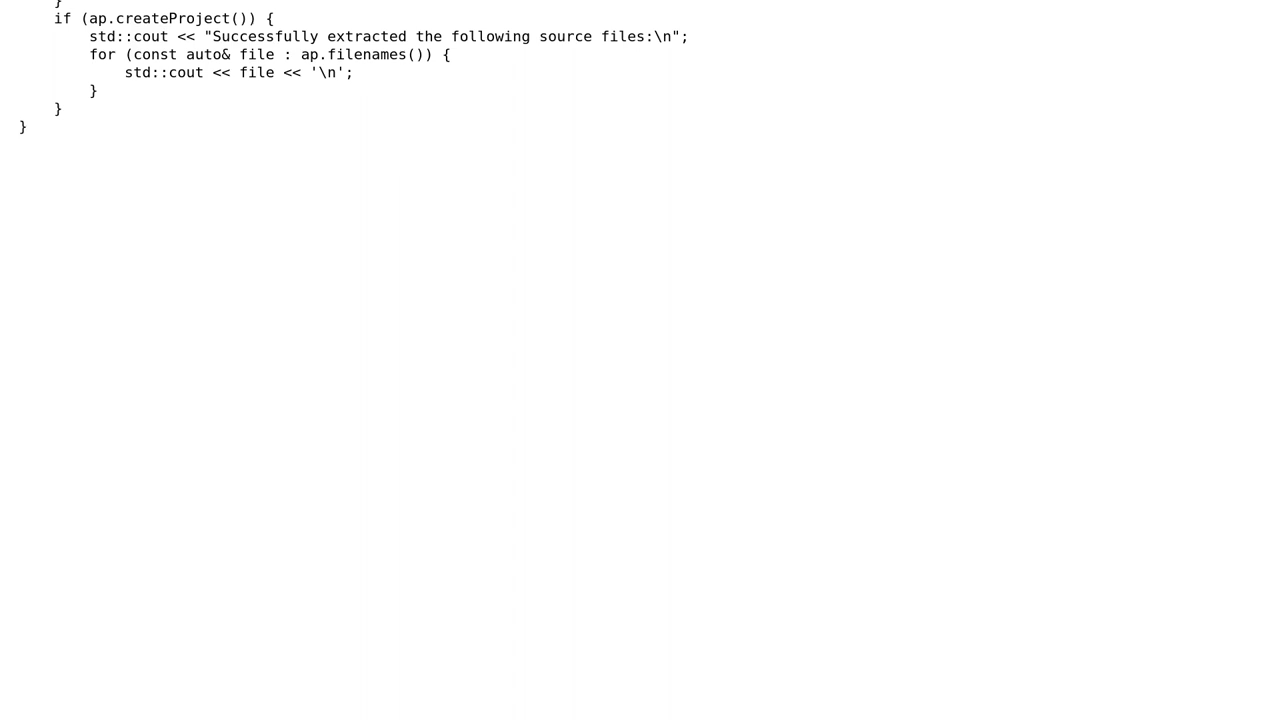 }
    if (ap.createProject()) {
        std::cout << "Successfully extracted the following source files:\n";
        for (const auto& file : ap.filenames()) {
            std::cout << file << '\n';
        }
    }
}